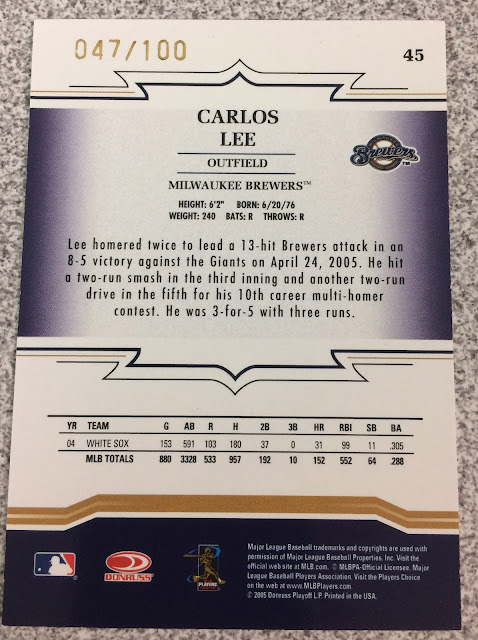 047/100
45
CARLOS
LEE
OUTFIELD
MILWAUKEE BREWERS™
Brewers™
HEIGHT: 6'2" BORN: 6/20/76
WEIGHT: 240 BATS: R THROWS: R
Lee homered twice to lead a 13-hit Brewers attack in an
8-5 victory against the Giants on April 24, 2005. He hit
a two-run smash in the third inning and another two-run
drive in the fifth for his 10th career multi-homer
contest. He was 3-for-5 with three runs.
YR TEAM G AB R H 2B 3B HR RBI SB BA
04 WHITE SOX 153 591 103 180 37 0 31 99 11 .305
MLB TOTALS 880 3328 533 957 192 10 152 552 64 .288
DONRUSS
PLAYERS
CHOICE
Major League Baseball trademarks and copyrights are used with
permission of Major League Baseball Properties, Inc. Visit the
official web site at MLB.com. © MLBPA-Official Licensee. Major
League Baseball Players Association. Visit the Players Choice
on the web at www.MLBPlayers.com
© 2005 Donruss Playoff L.P. Printed in the USA.